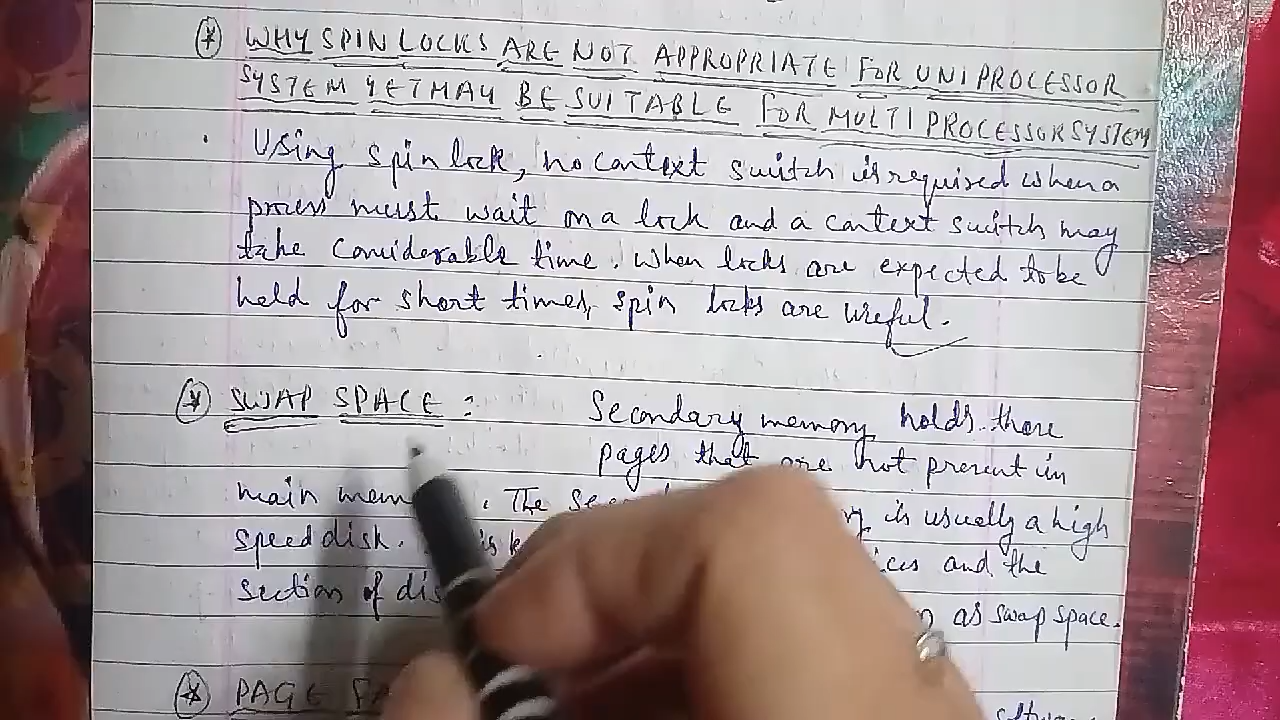 * WHY SPIN LOCKS ARE NOT APPROPRIATE FOR UNIPROCESSOR
SYSTEM YET MAY BE SUITABLE FOR MULTIPROCESSOR SYSTEM
. Using spin lock, no context switch is required when a
process must wait on a lock and a context switch may
take considerable time. When locks are expected to be
held for short times, spin locks are useful.
* SWAP SPACE : Secondary memory holds those
pages that are not present in
main mem . The Se is usually a high
speed disk. ices and the
section of dis as swap space.
* PAGE